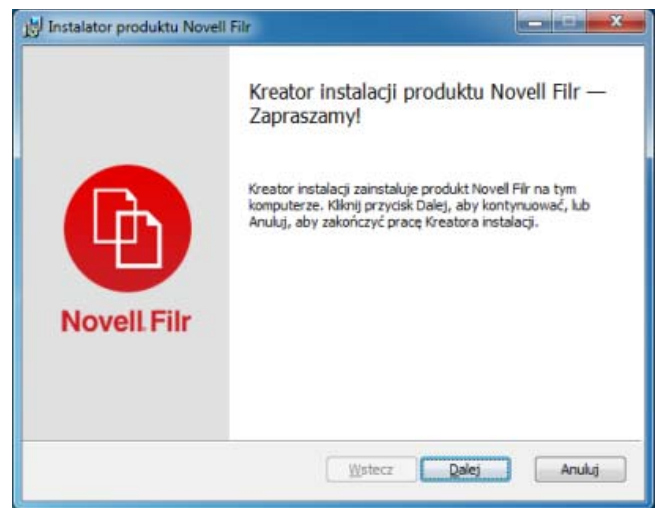 Instalator produktu Novell Filr
Kreator instalacji produktu Novell Filr —
Zapraszamy!
Kreator instalacji zainstaluje produkt Novell Filr na tym
komputerze. Kliknij przycisk Dalej, aby kontynuować, lub
Anuluj, aby zakończyć pracę Kreatora instalacji.
Novell Filr
Wstecz
Dalej
Anuluj